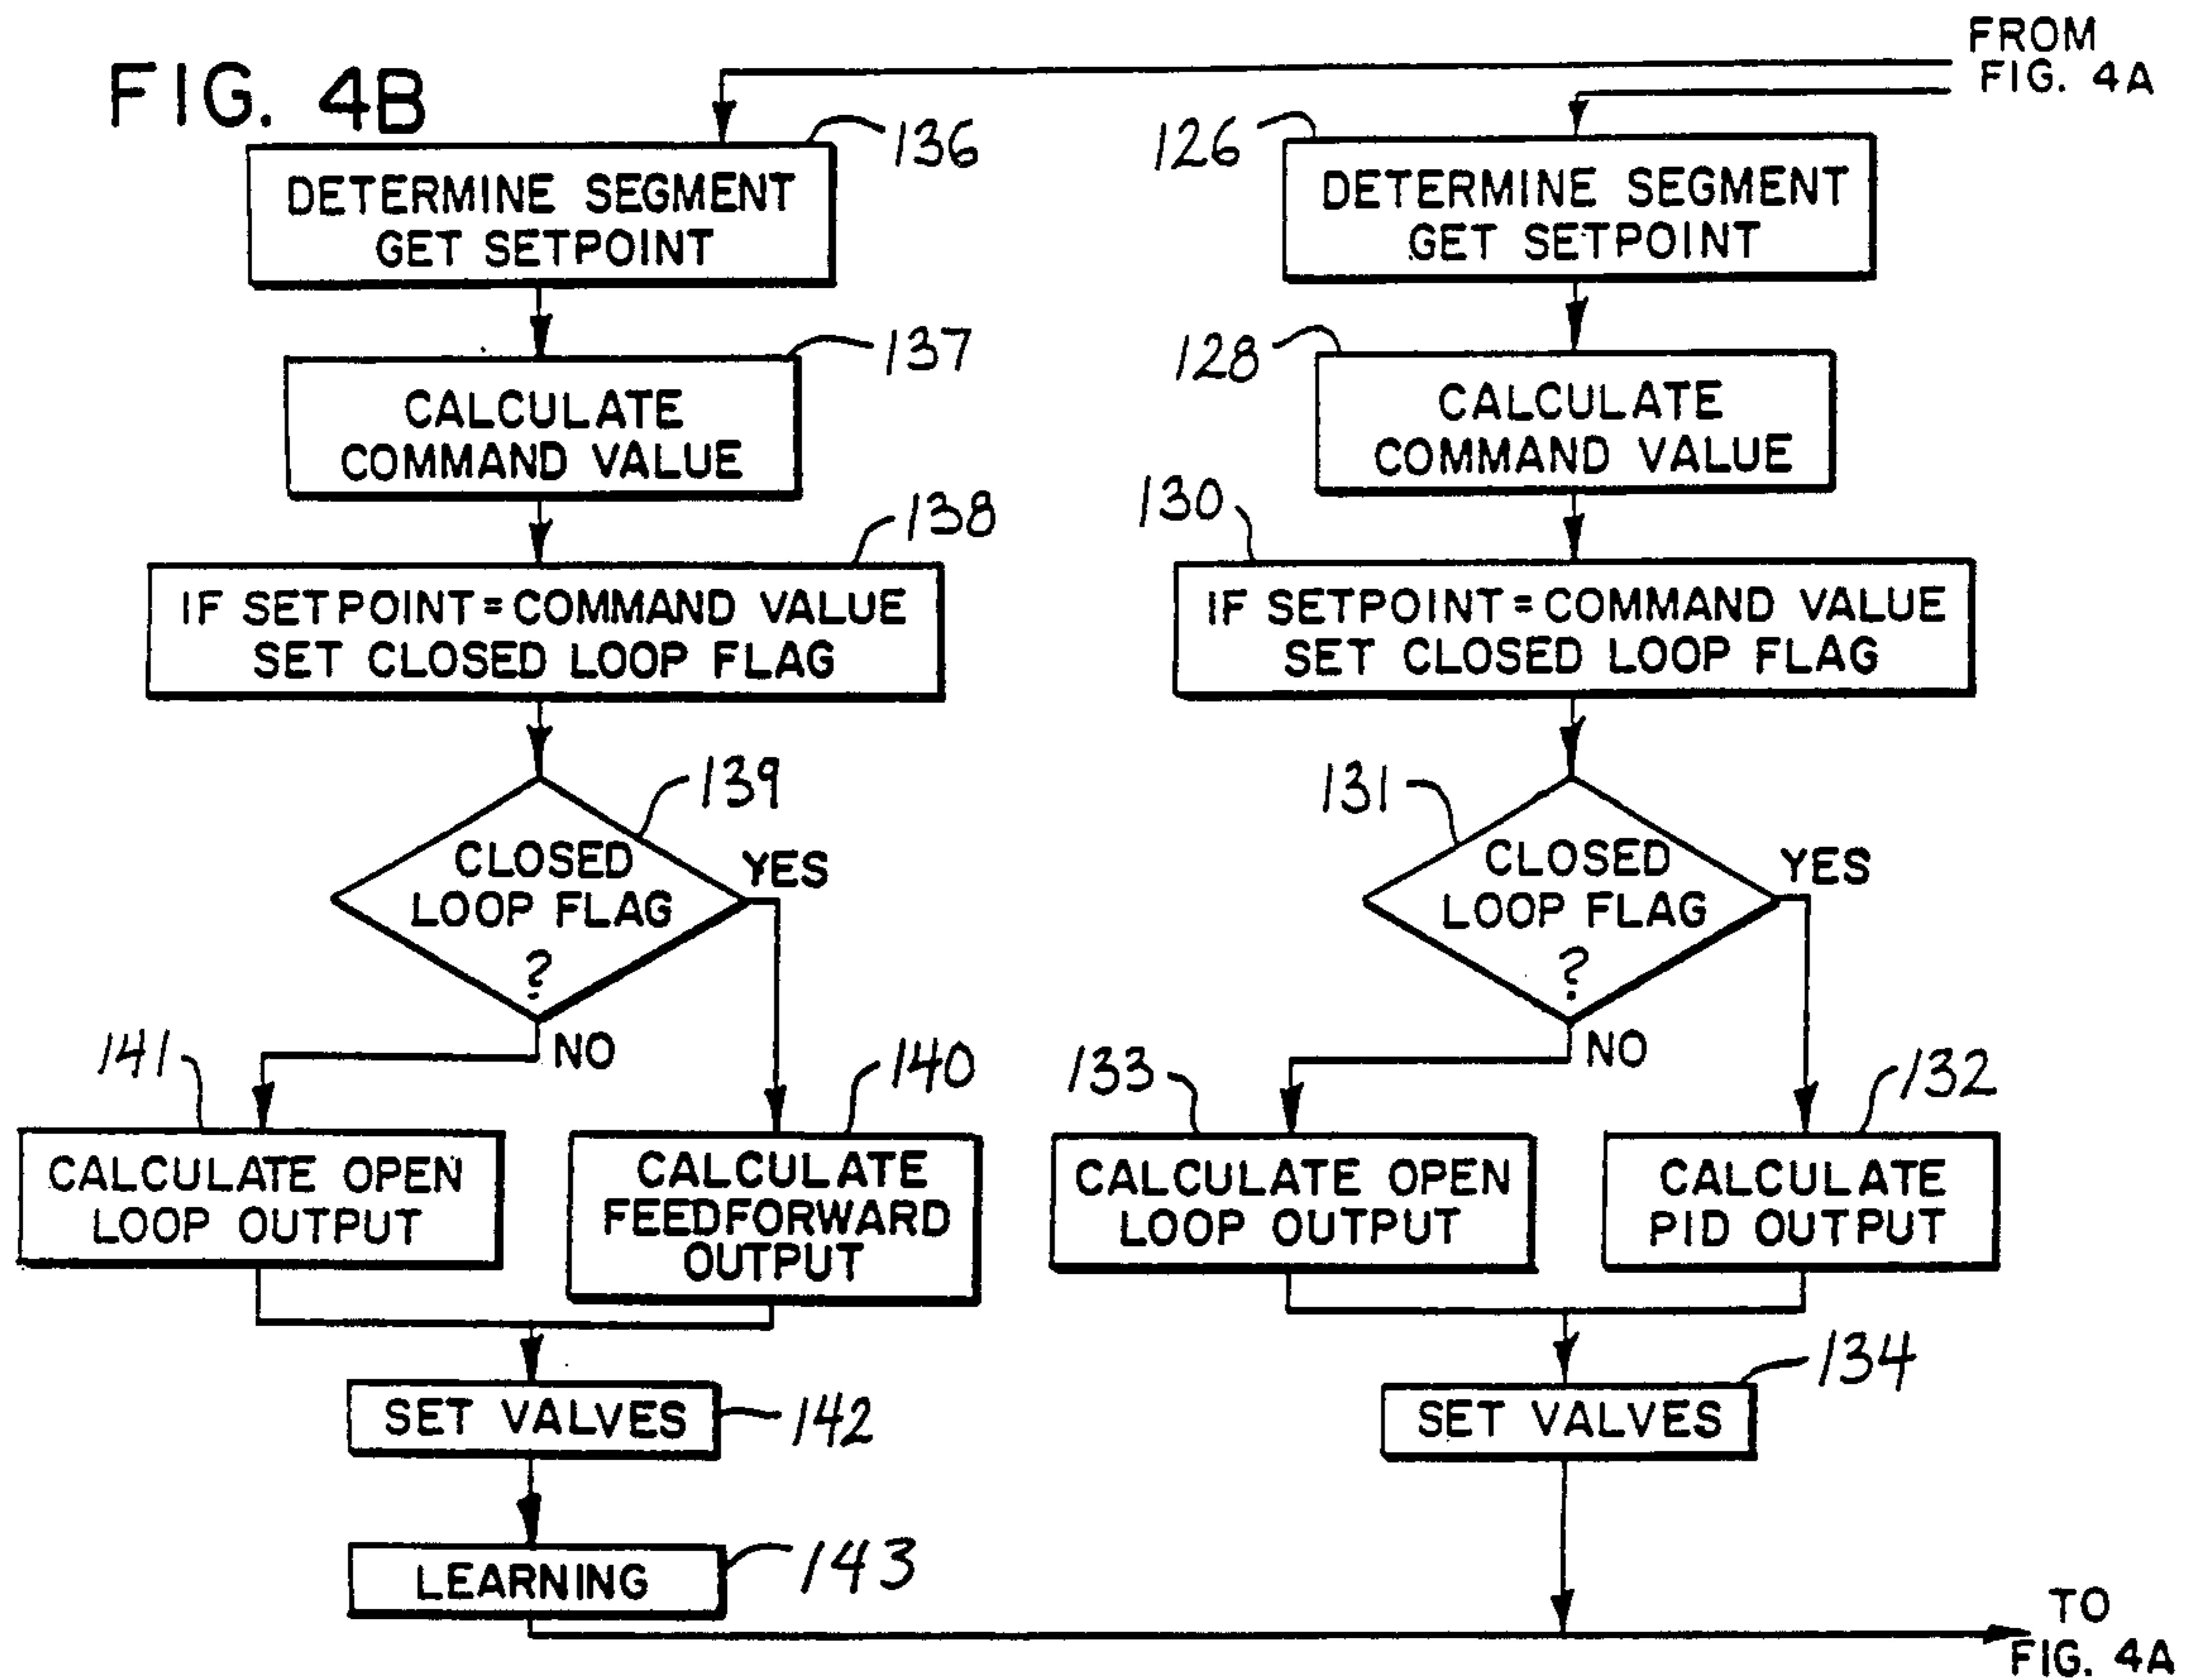 FROM
FIG. 4A
FIG. 4B
136
DETERMINE SEGMENT
GET SETPOINT
137
CALCULATE
COMMAND VALUE
138
IF SETPOINT=COMMAND VALUE
SET CLOSED LOOP FLAG
139
CLOSED
LOOP FLAG
?
YES
NO
141
CALCULATE OPEN
LOOP OUTPUT
140
CALCULATE
FEEDFORWARD
OUTPUT
SET VALVES
142
LEARNING
143
126
DETERMINE SEGMENT
GET SETPOINT
128
CALCULATE
COMMAND VALUE
130
IF SETPOINT=COMMAND VALUE
SET CLOSED LOOP FLAG
131
CLOSED
LOOP FLAG
?
YES
NO
133
CALCULATE OPEN
LOOP OUTPUT
132
CALCULATE
PID OUTPUT
134
SET VALVES
TO
FIG. 4A